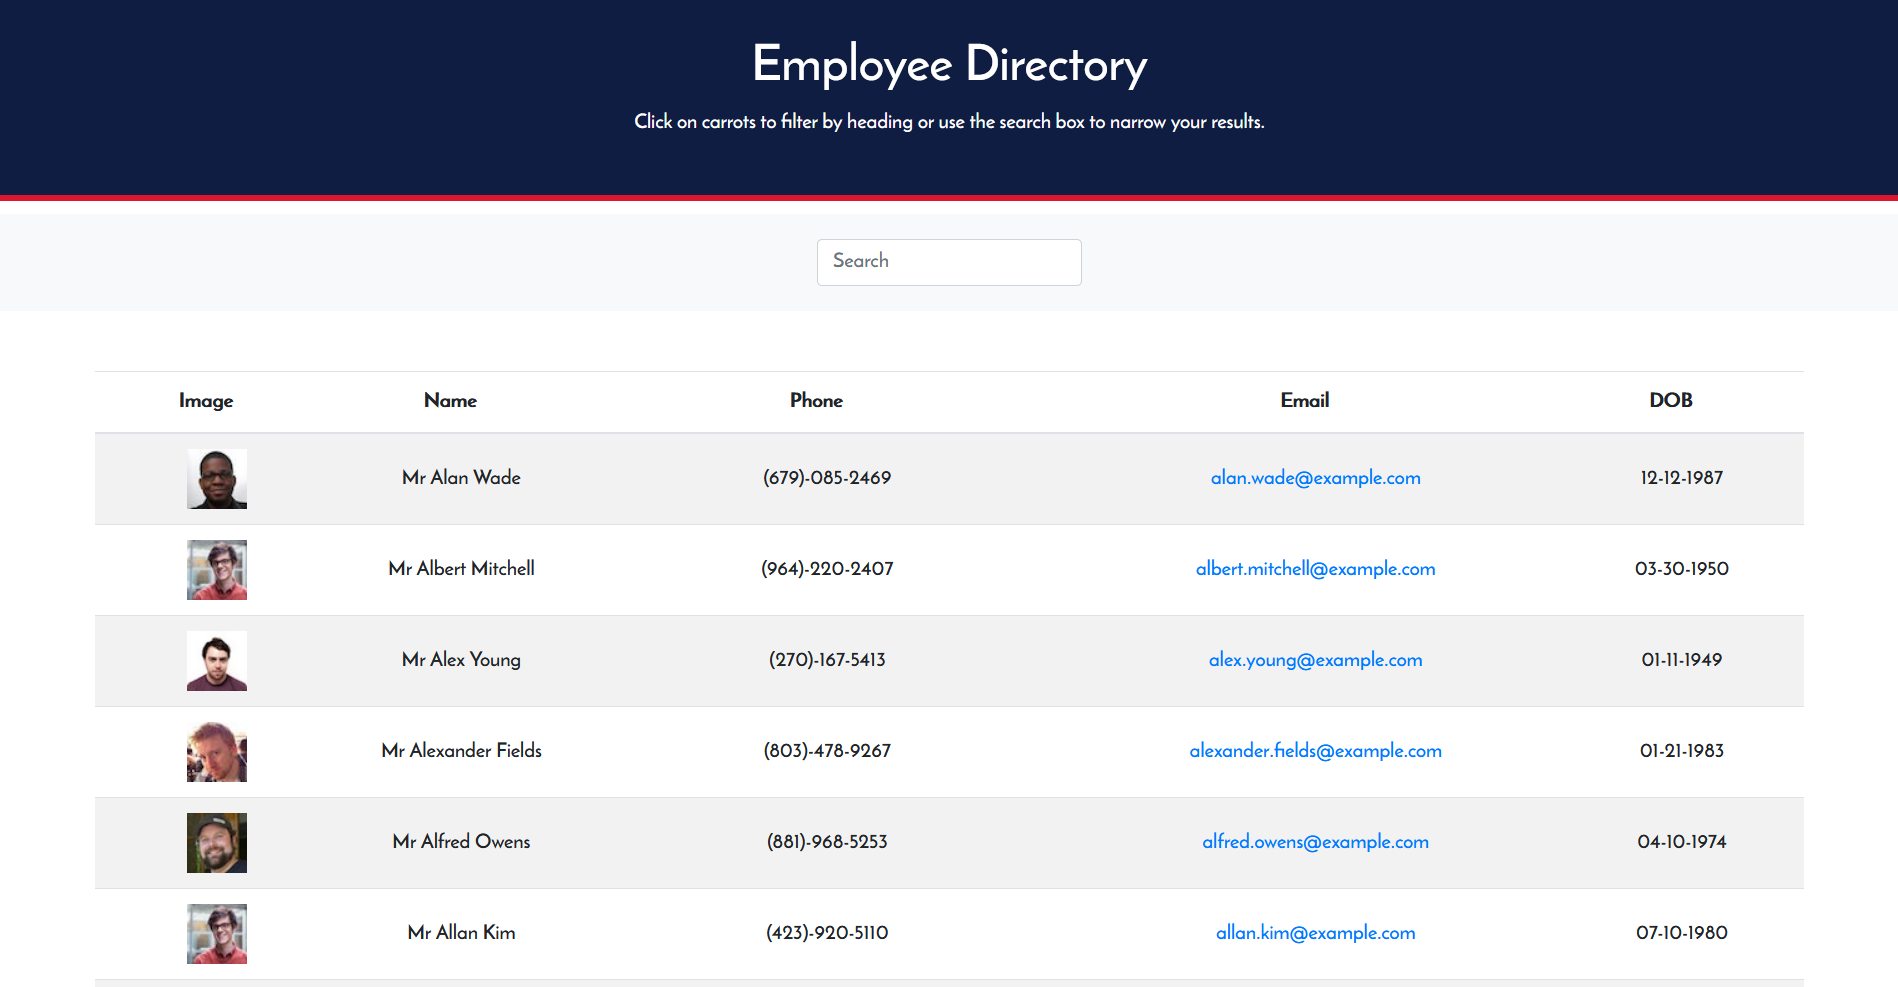 Employee Directory
Click on carrots to filter by heading or use the search box to narrow your results.
Search
Image Name Phone Email DOB
Mr Alan Wade (679)-085-2469 alan.wade@example.com 12-12-1987
Mr Albert Mitchell (964)-220-2407 albert.mitchell@example.com 03-30-1950
Mr Alex Young (270)-167-5413 alex.young@example.com 01-11-1949
Mr Alexander Fields (803)-478-9267 alexander.fields@example.com 01-21-1983
Mr Alfred Owens (881)-968-5253 alfred.owens@example.com 04-10-1974
Mr Allan Kim (423)-920-5110 allan.kim@example.com 07-10-1980